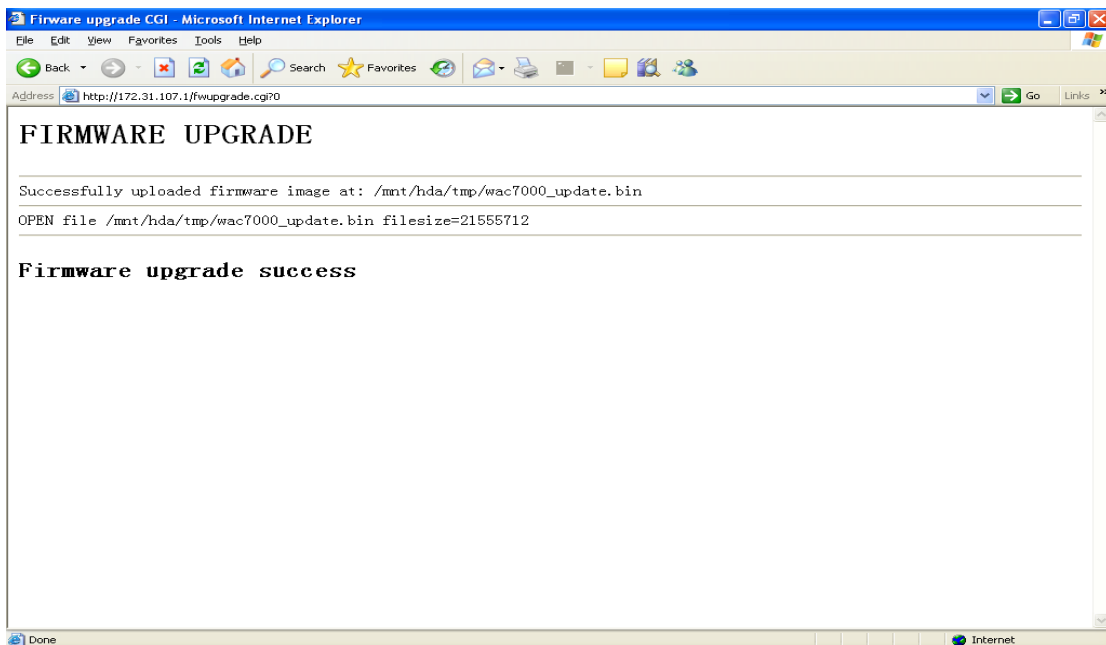 Firware upgrade CGI - Microsoft Internet Explorer
File Edit View Favorites Tools Help
Back Search Favorites
Address http://172.31.107.1/fwupgrade.cgi?0 Go Links »
FIRMWARE UPGRADE
Successfully uploaded firmware image at: /mnt/hda/tmp/wac7000_update.bin
OPEN file /mnt/hda/tmp/wac7000_update.bin filesize=21555712
Firmware upgrade success
Done Internet